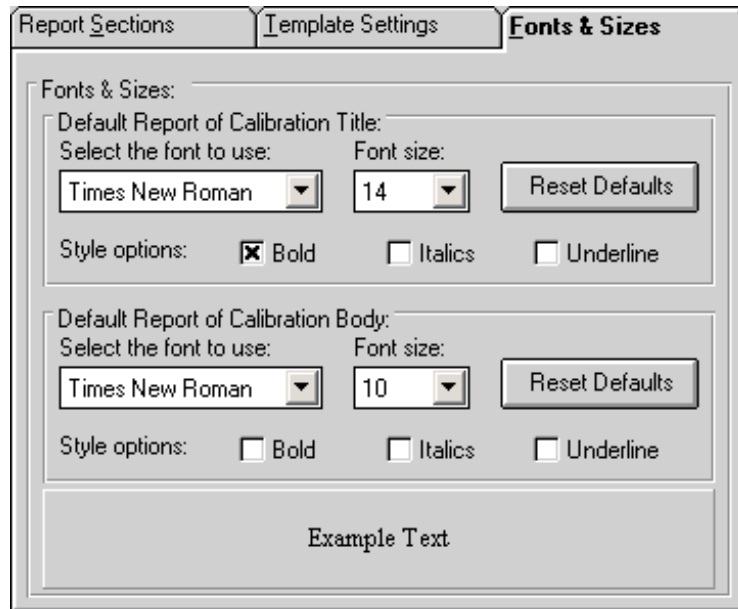 Report Sections Template Settings Fonts & Sizes
Fonts & Sizes:
Default Report of Calibration Title:
Select the font to use: Font size:
Times New Roman 14 Reset Defaults
Style options: Bold Italics Underline
Default Report of Calibration Body:
Select the font to use: Font size:
Times New Roman 10 Reset Defaults
Style options: Bold Italics Underline
Example Text